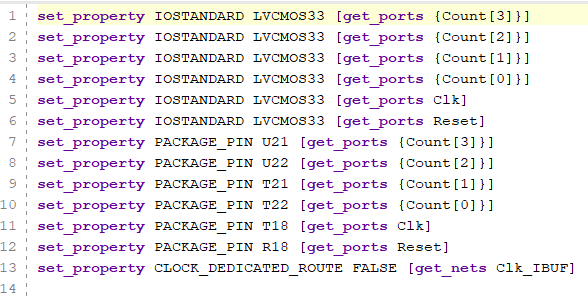 1 set_property IOSTANDARD LVCMOS33 [get_ports {Count[3]}]
2 set_property IOSTANDARD LVCMOS33 [get_ports {Count[2]}]
3 set_property IOSTANDARD LVCMOS33 [get_ports {Count[1]}]
4 set_property IOSTANDARD LVCMOS33 [get_ports {Count[0]}]
5 set_property IOSTANDARD LVCMOS33 [get_ports Clk]
6 set_property IOSTANDARD LVCMOS33 [get_ports Reset]
7 set_property PACKAGE_PIN U21 [get_ports {Count[3]}]
8 set_property PACKAGE_PIN U22 [get_ports {Count[2]}]
9 set_property PACKAGE_PIN T21 [get_ports {Count[1]}]
10 set_property PACKAGE_PIN T22 [get_ports {Count[0]}]
11 set_property PACKAGE_PIN T18 [get_ports Clk]
12 set_property PACKAGE_PIN R18 [get_ports Reset]
13 set_property CLOCK_DEDICATED_ROUTE FALSE [get_nets Clk_IBUF]
14